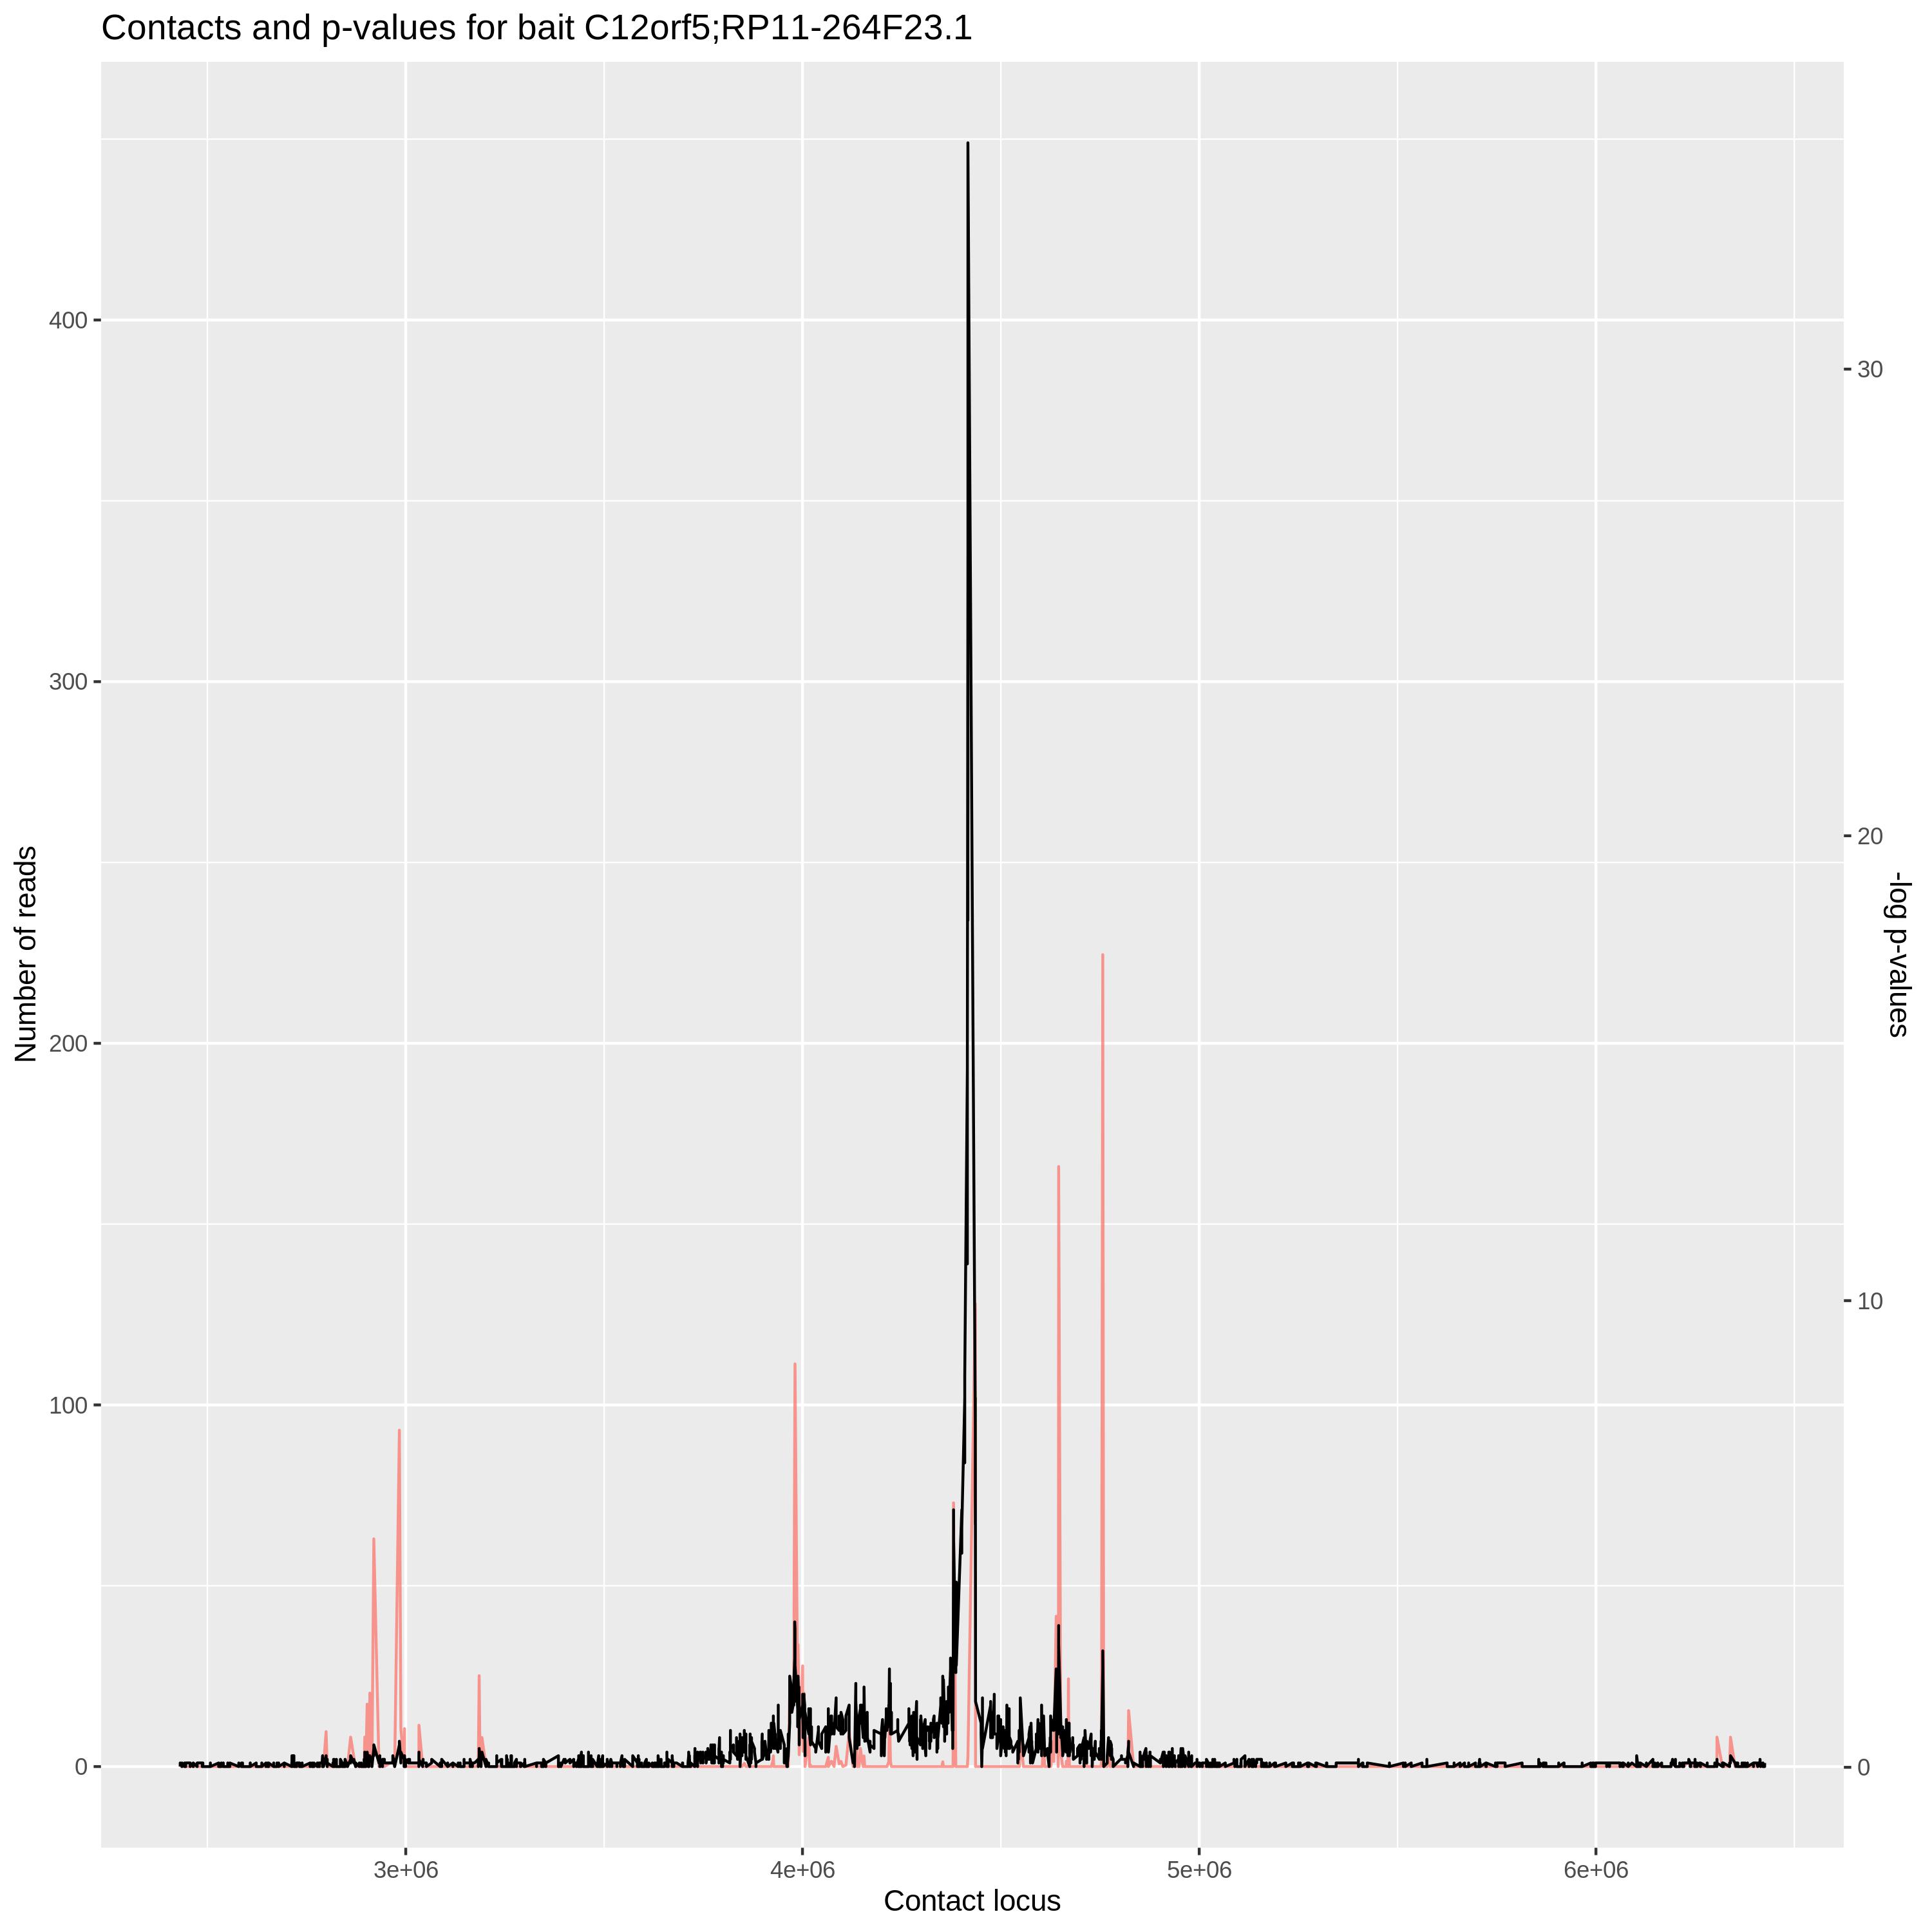 Contacts and p-values for bait C12orf5;RP11-264F23.1
Number of reads
400
300
200
100
0
30
20
10
0
-log p-values
3e+06
4e+06
5e+06
6e+06
Contact locus